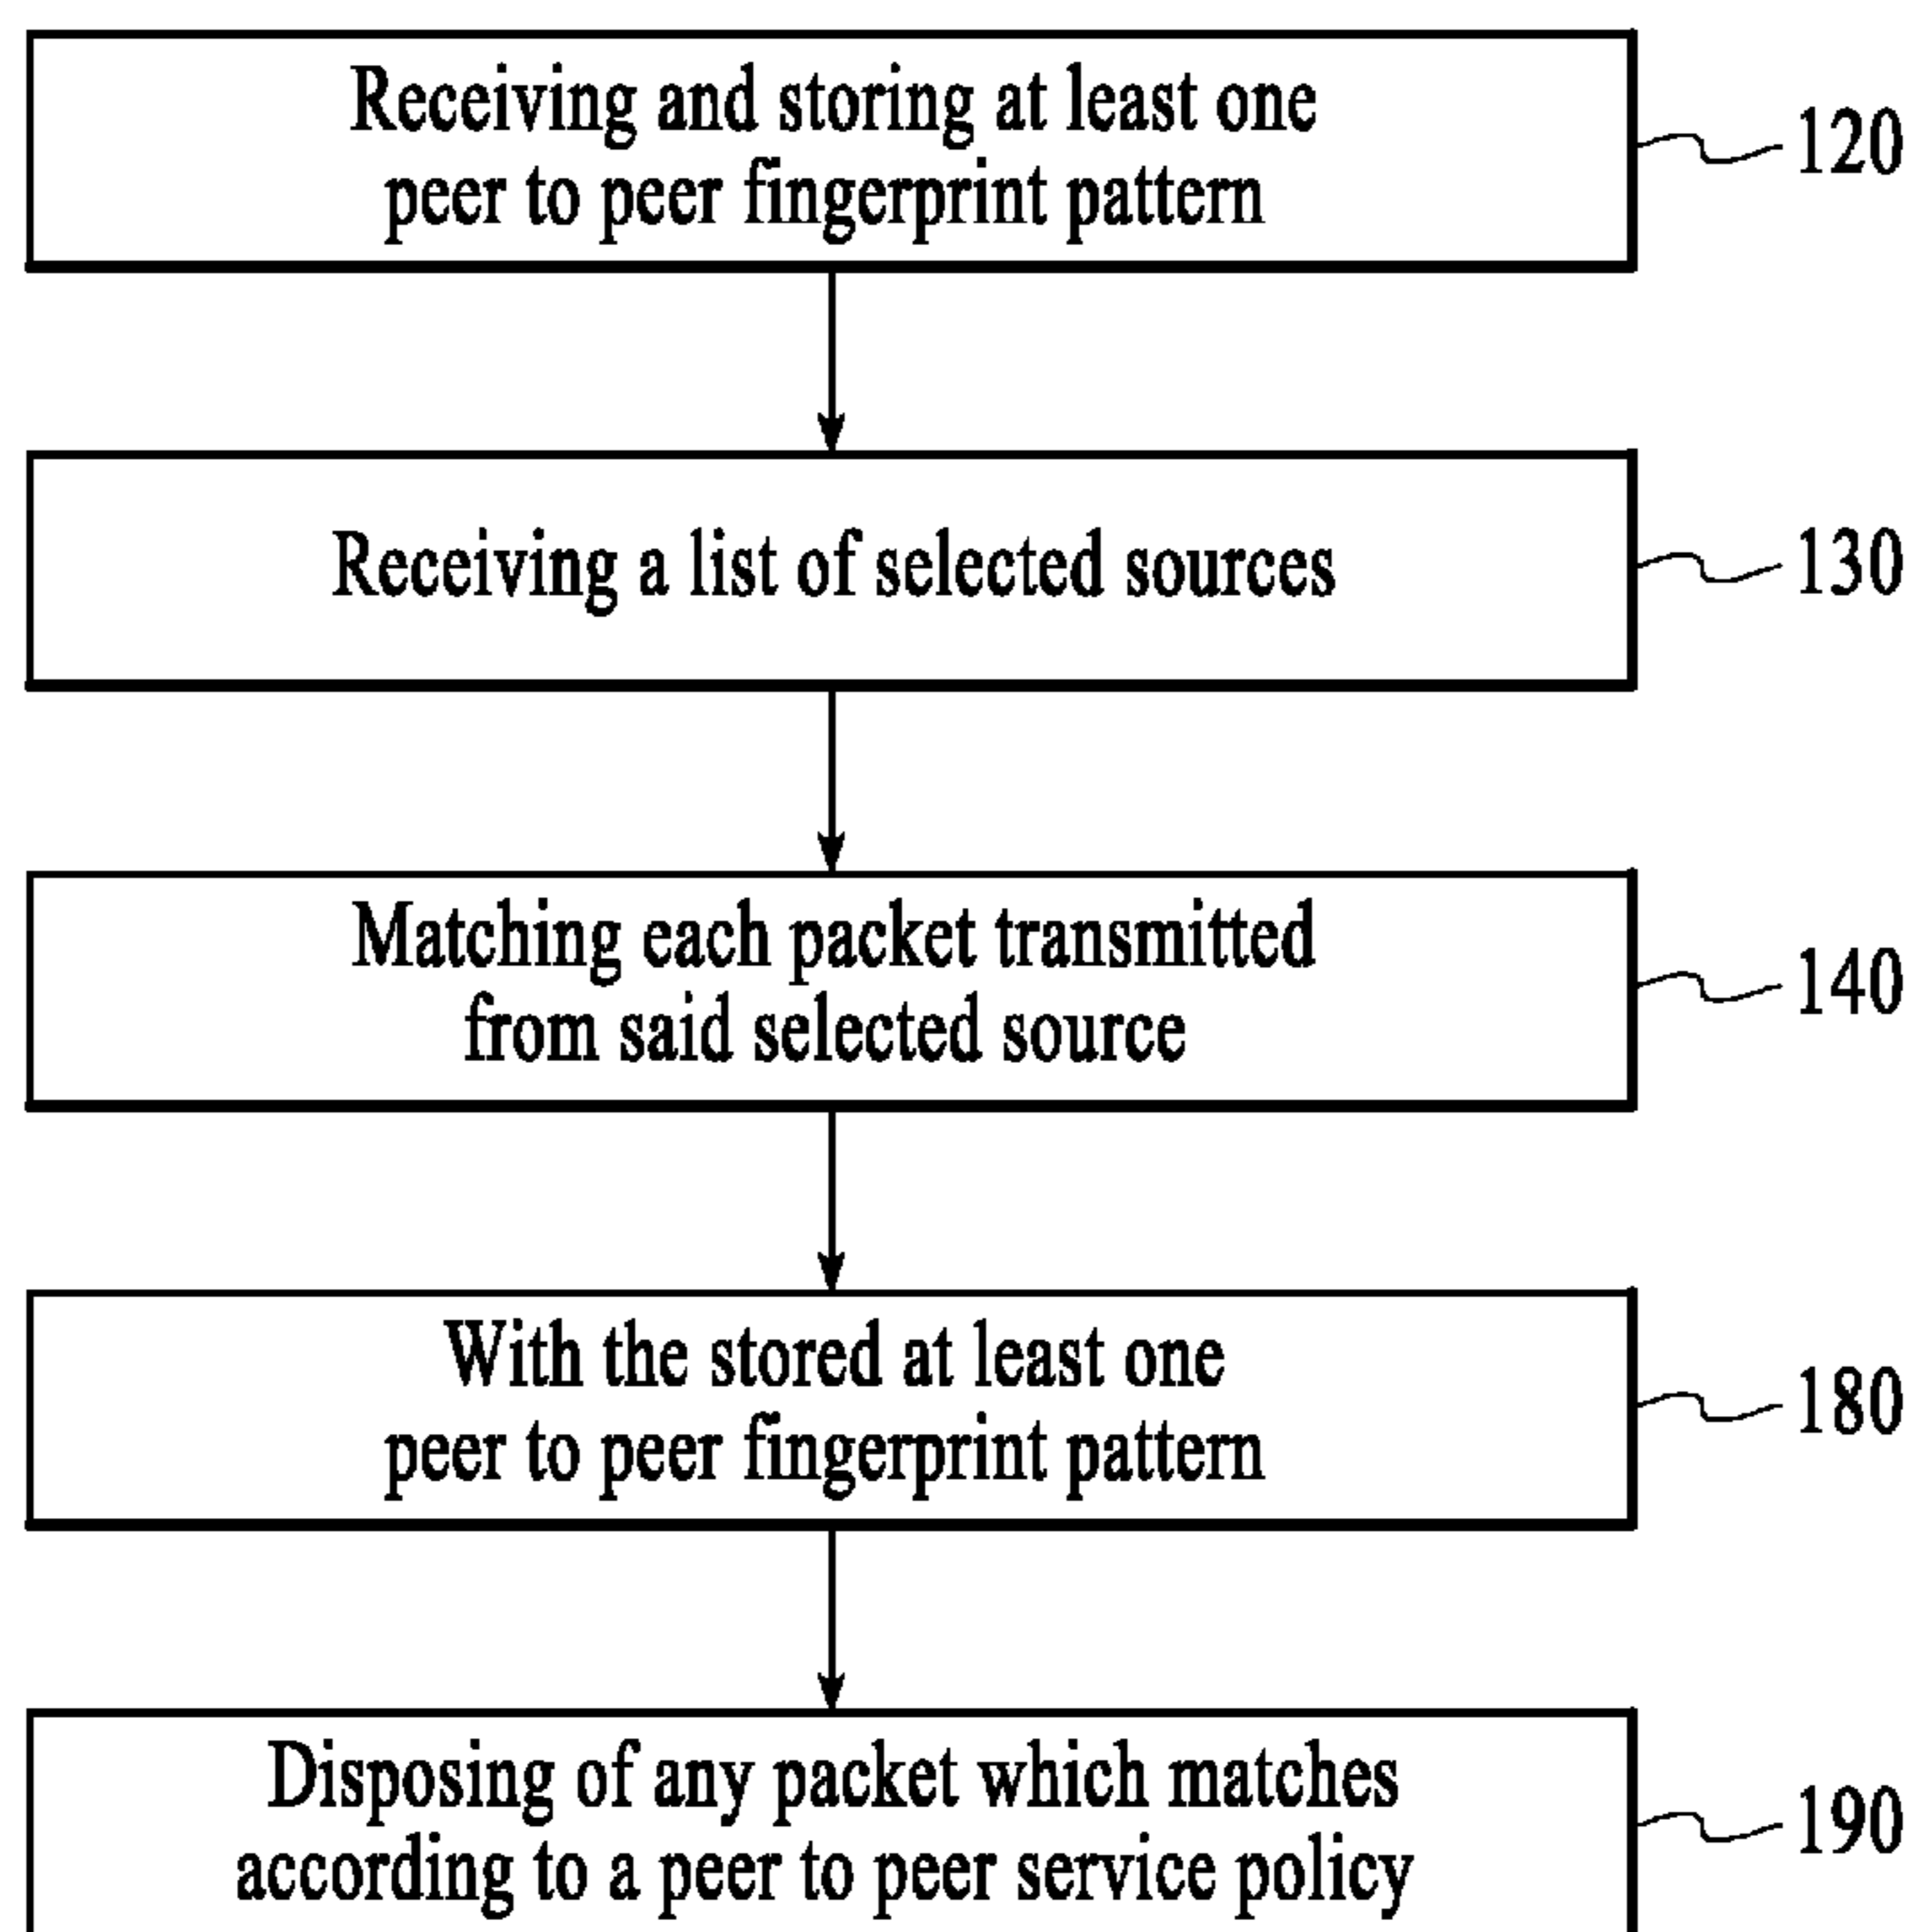 Receiving and storing at least one
peer to peer fingerprint pattern
120
Receiving a list of selected sources
130
Matching each packet transmitted
from said selected source
140
With the stored at least one
peer to peer fingerprint pattern
180
Disposing of any packet which matches
according to a peer to peer service policy
190